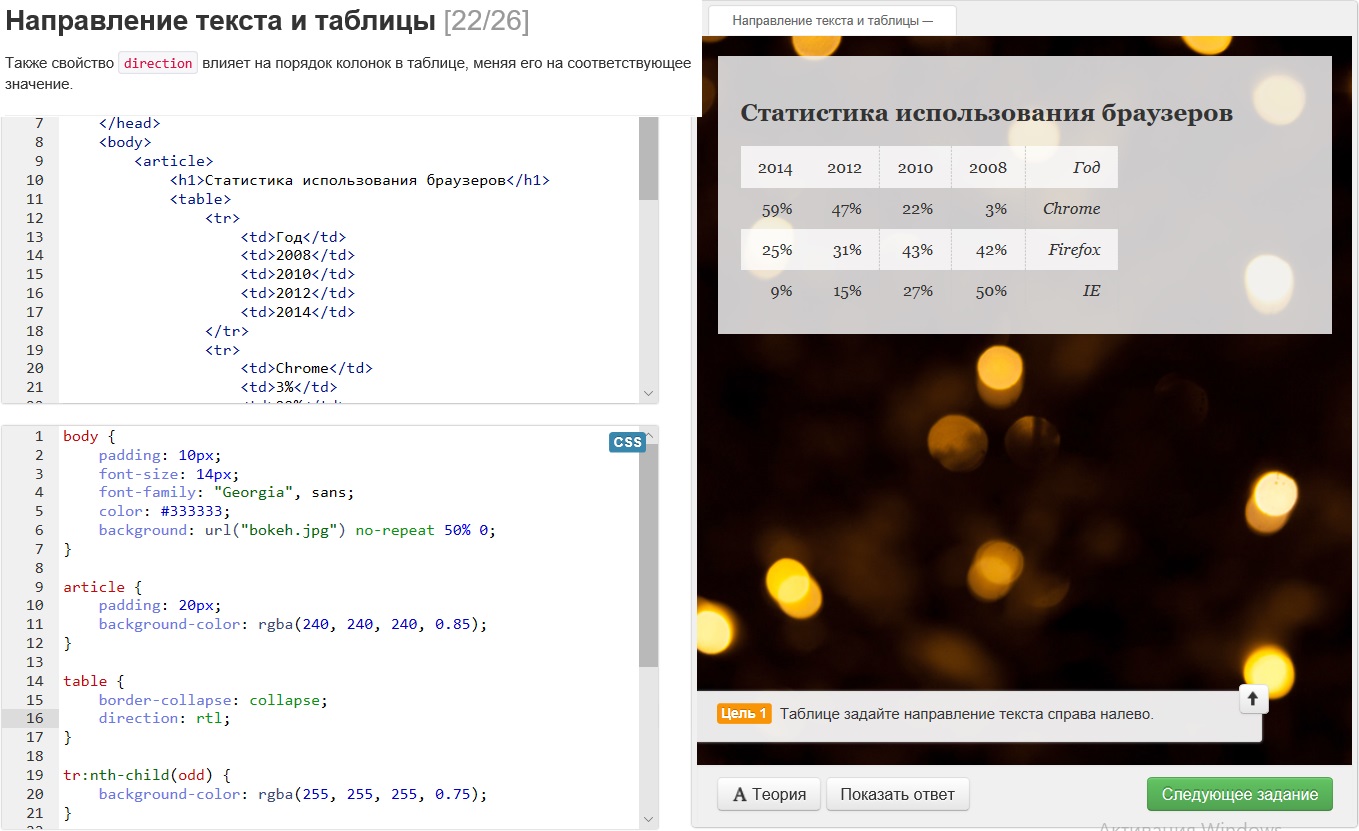 Направление текста и таблицы [22/26]
Также свойство direction влияет на порядок колонок в таблице, меняя его на соответствующее
значение.
7 </head>
8 <body>
9 <article>
10 <h1>Статистика использования браузеров</h1>
11 <table>
12 <tr>
13 <td>Год</td>
14 <td>2008</td>
15 <td>2010</td>
16 <td>2012</td>
17 <td>2014</td>
18 </tr>
19 <tr>
20 <td>Chrome</td>
21 <td>3%</td>
CSS
1 body {
2 padding: 10px;
3 font-size: 14px;
4 font-family: "Georgia", sans;
5 color: #333333;
6 background: url("bokeh.jpg") no-repeat 50% 0;
7 }
8
9 article {
10 padding: 20px;
11 background-color: rgba(240, 240, 240, 0.85);
12 }
13
14 table {
15 border-collapse: collapse;
16 direction: rtl;
17 }
18
19 tr:nth-child(odd) {
20 background-color: rgba(255, 255, 255, 0.75);
21 }
Направление текста и таблицы —
Статистика использования браузеров
2014 2012 2010 2008 Год
59% 47% 22% 3% Chrome
25% 31% 43% 42% Firefox
9% 15% 27% 50% IE
Цель 1 Таблице задайте направление текста справа налево.
A Теория Показать ответ Следующее задание